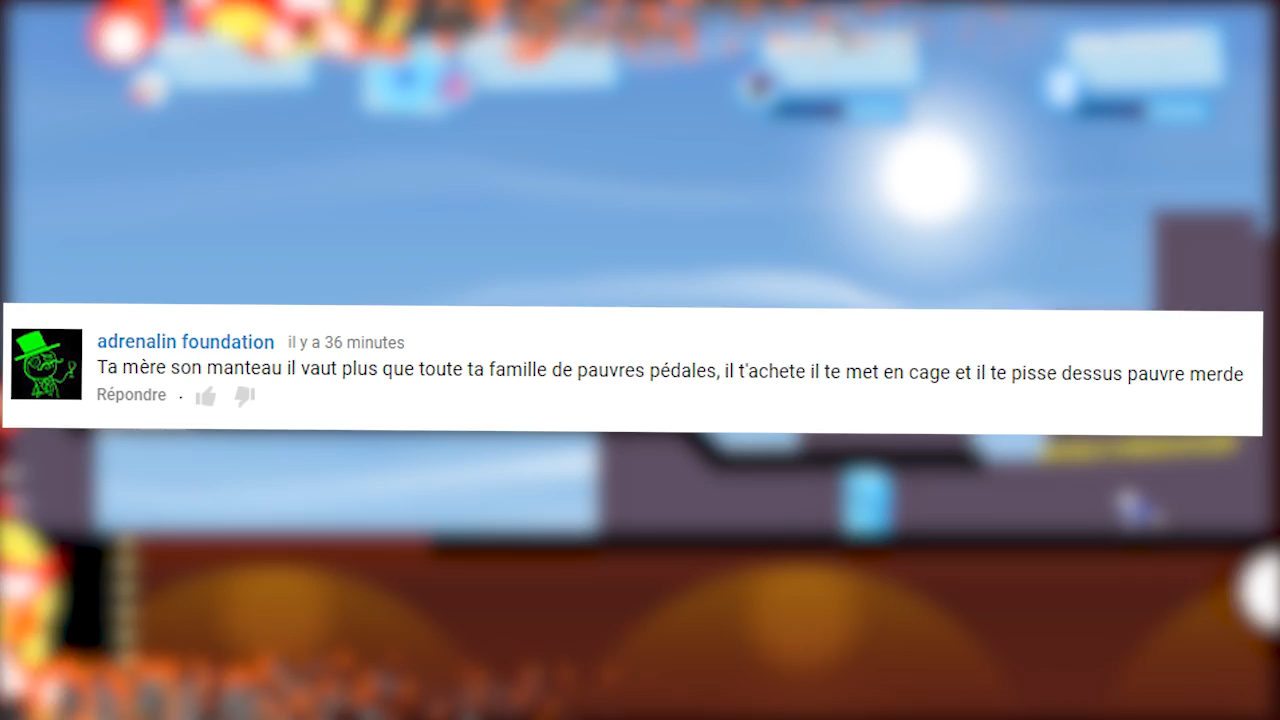 adrenalin foundation il y a 36 minutes
Ta mère son manteau il vaut plus que toute ta famille de pauvres pédales, il t'achete il te met en cage et il te pisse dessus pauvre merde
Répondre .